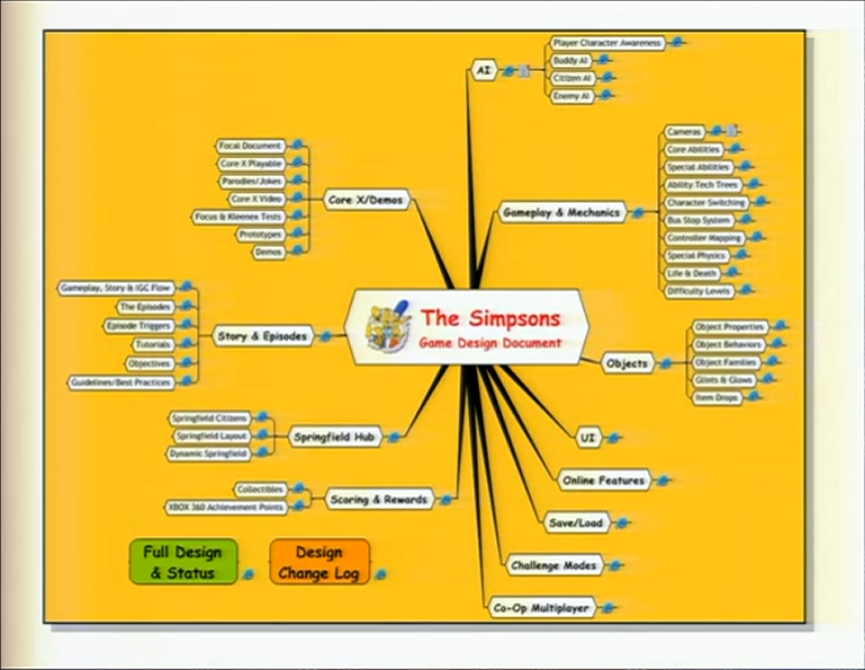 AI
Player Character Awareness
Buddy AI
Citizen AI
Enemy AI
Gameplay & Mechanics
Cameras
Core Abilities
Special Abilities
Ability Tech Trees
Character Switching
Bus Stop System
Controller Mapping
Special Physics
Life & Death
Difficulty Levels
Core X/Demos
Focal Document
Core X Playable
Parodies/Jokes
Core X Video
Focus & Kleenex Tests
Prototypes
Demos
The Simpsons
Game Design Document
Story & Episodes
Gameplay, Story & IGC Flow
The Episodes
Episode Triggers
Tutorials
Objectives
Guidelines/Best Practices
Objects
Object Properties
Object Behaviors
Object Families
Glints & Glows
Item Drops
Springfield Hub
Springfield Citizens
Springfield Layout
Dynamic Springfield
UI
Online Features
Scoring & Rewards
Collectibles
XBOX 360 Achievement Points
Save/Load
Challenge Modes
Co-Op Multiplayer
Full Design
& Status
Design
Change Log